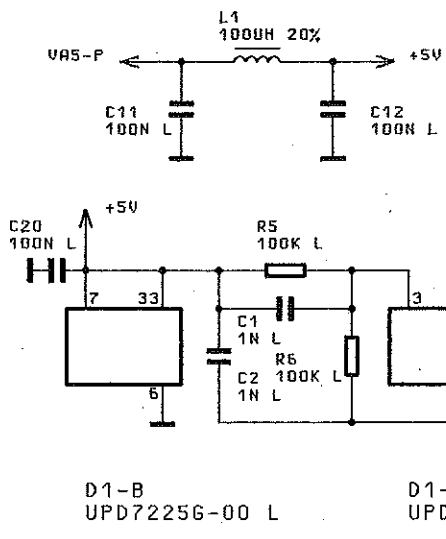 L1
100UH 20%
VA5-P
+5V
C11
100N L
C12
100N L
+5V
C20
100N L
R5
100K L
7
33
3
C1
1N L
R6
100K L
C2
1N L
6
D1-B
UPD7225G-00 L
D1-
UPD